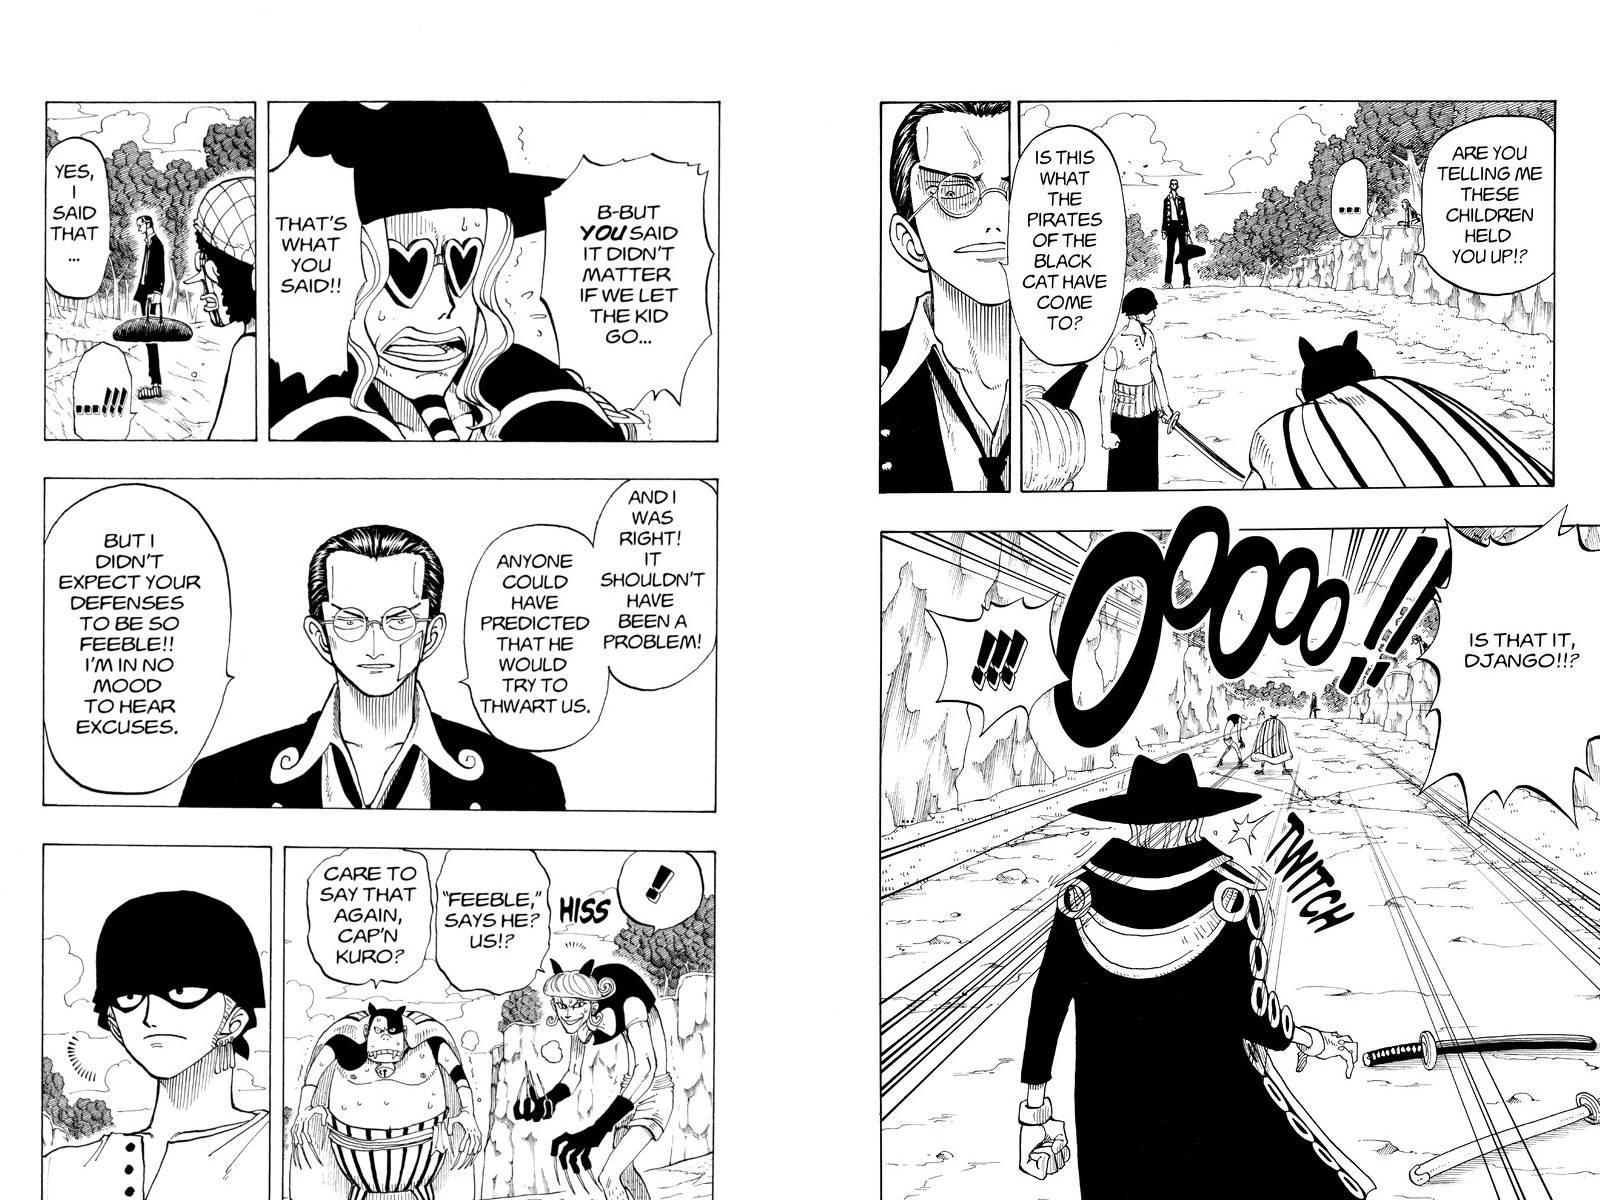 ARE YOU
TELLING ME
THESE
CHILDREN
HELD
YOU UP!?
...
IS THIS
WHAT
THE
PIRATES
OF THE
BLACK
CAT HAVE
COME
TO?
IS THAT IT,
DJANGO!!?
OOOOOO!!
!!!
TWITCH
B-BUT
YOU SAID
IT DIDN'T
MATTER
IF WE LET
THE KID
GO...
THAT'S
WHAT
YOU
SAID!!
YES,
I
SAID
THAT
...
...!!!
AND I
WAS
RIGHT!
IT
SHOULDN'T
HAVE
BEEN A
PROBLEM!
ANYONE
COULD
HAVE
PREDICTED
THAT HE
WOULD
TRY TO
THWART US.
BUT I
DIDN'T
EXPECT YOUR
DEFENSES
TO BE SO
FEEBLE!!
I'M IN NO
MOOD
TO HEAR
EXCUSES.
!
HISS
"FEEBLE,"
SAYS HE?
US!?
CARE TO
SAY THAT
AGAIN,
CAP'N
KURO?